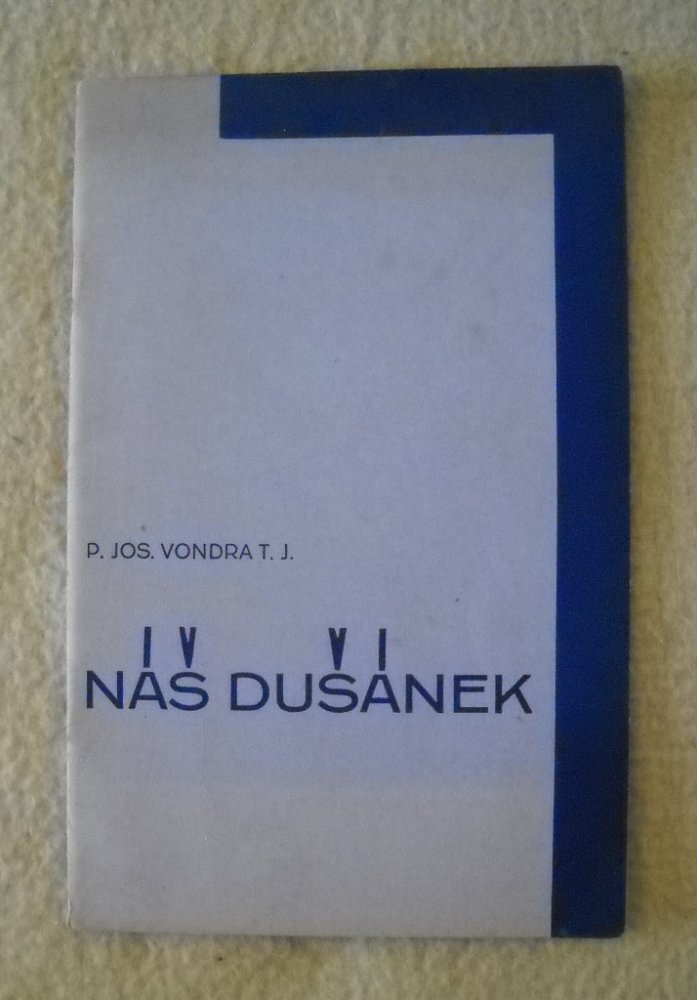 P. JOS. VONDRA T. J.
NÁŠ DUŠÁNEK